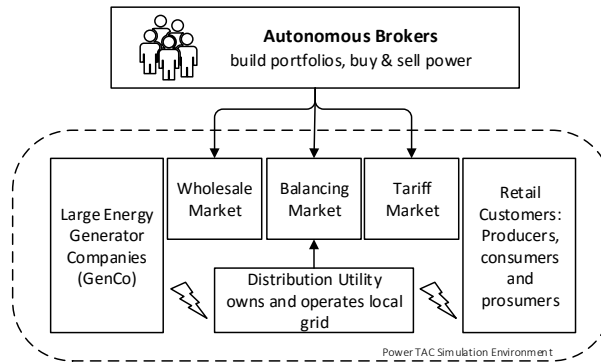 Autonomous Brokers
build portfolios, buy & sell power
Large Energy
Generator
Companies
(GenCo)
Wholesale
Market
Balancing
Market
Tariff
Market
Retail
Customers:
Producers,
consumers
and
prosumers
Distribution Utility
owns and operates local
grid
Power TAC Simulation Environment